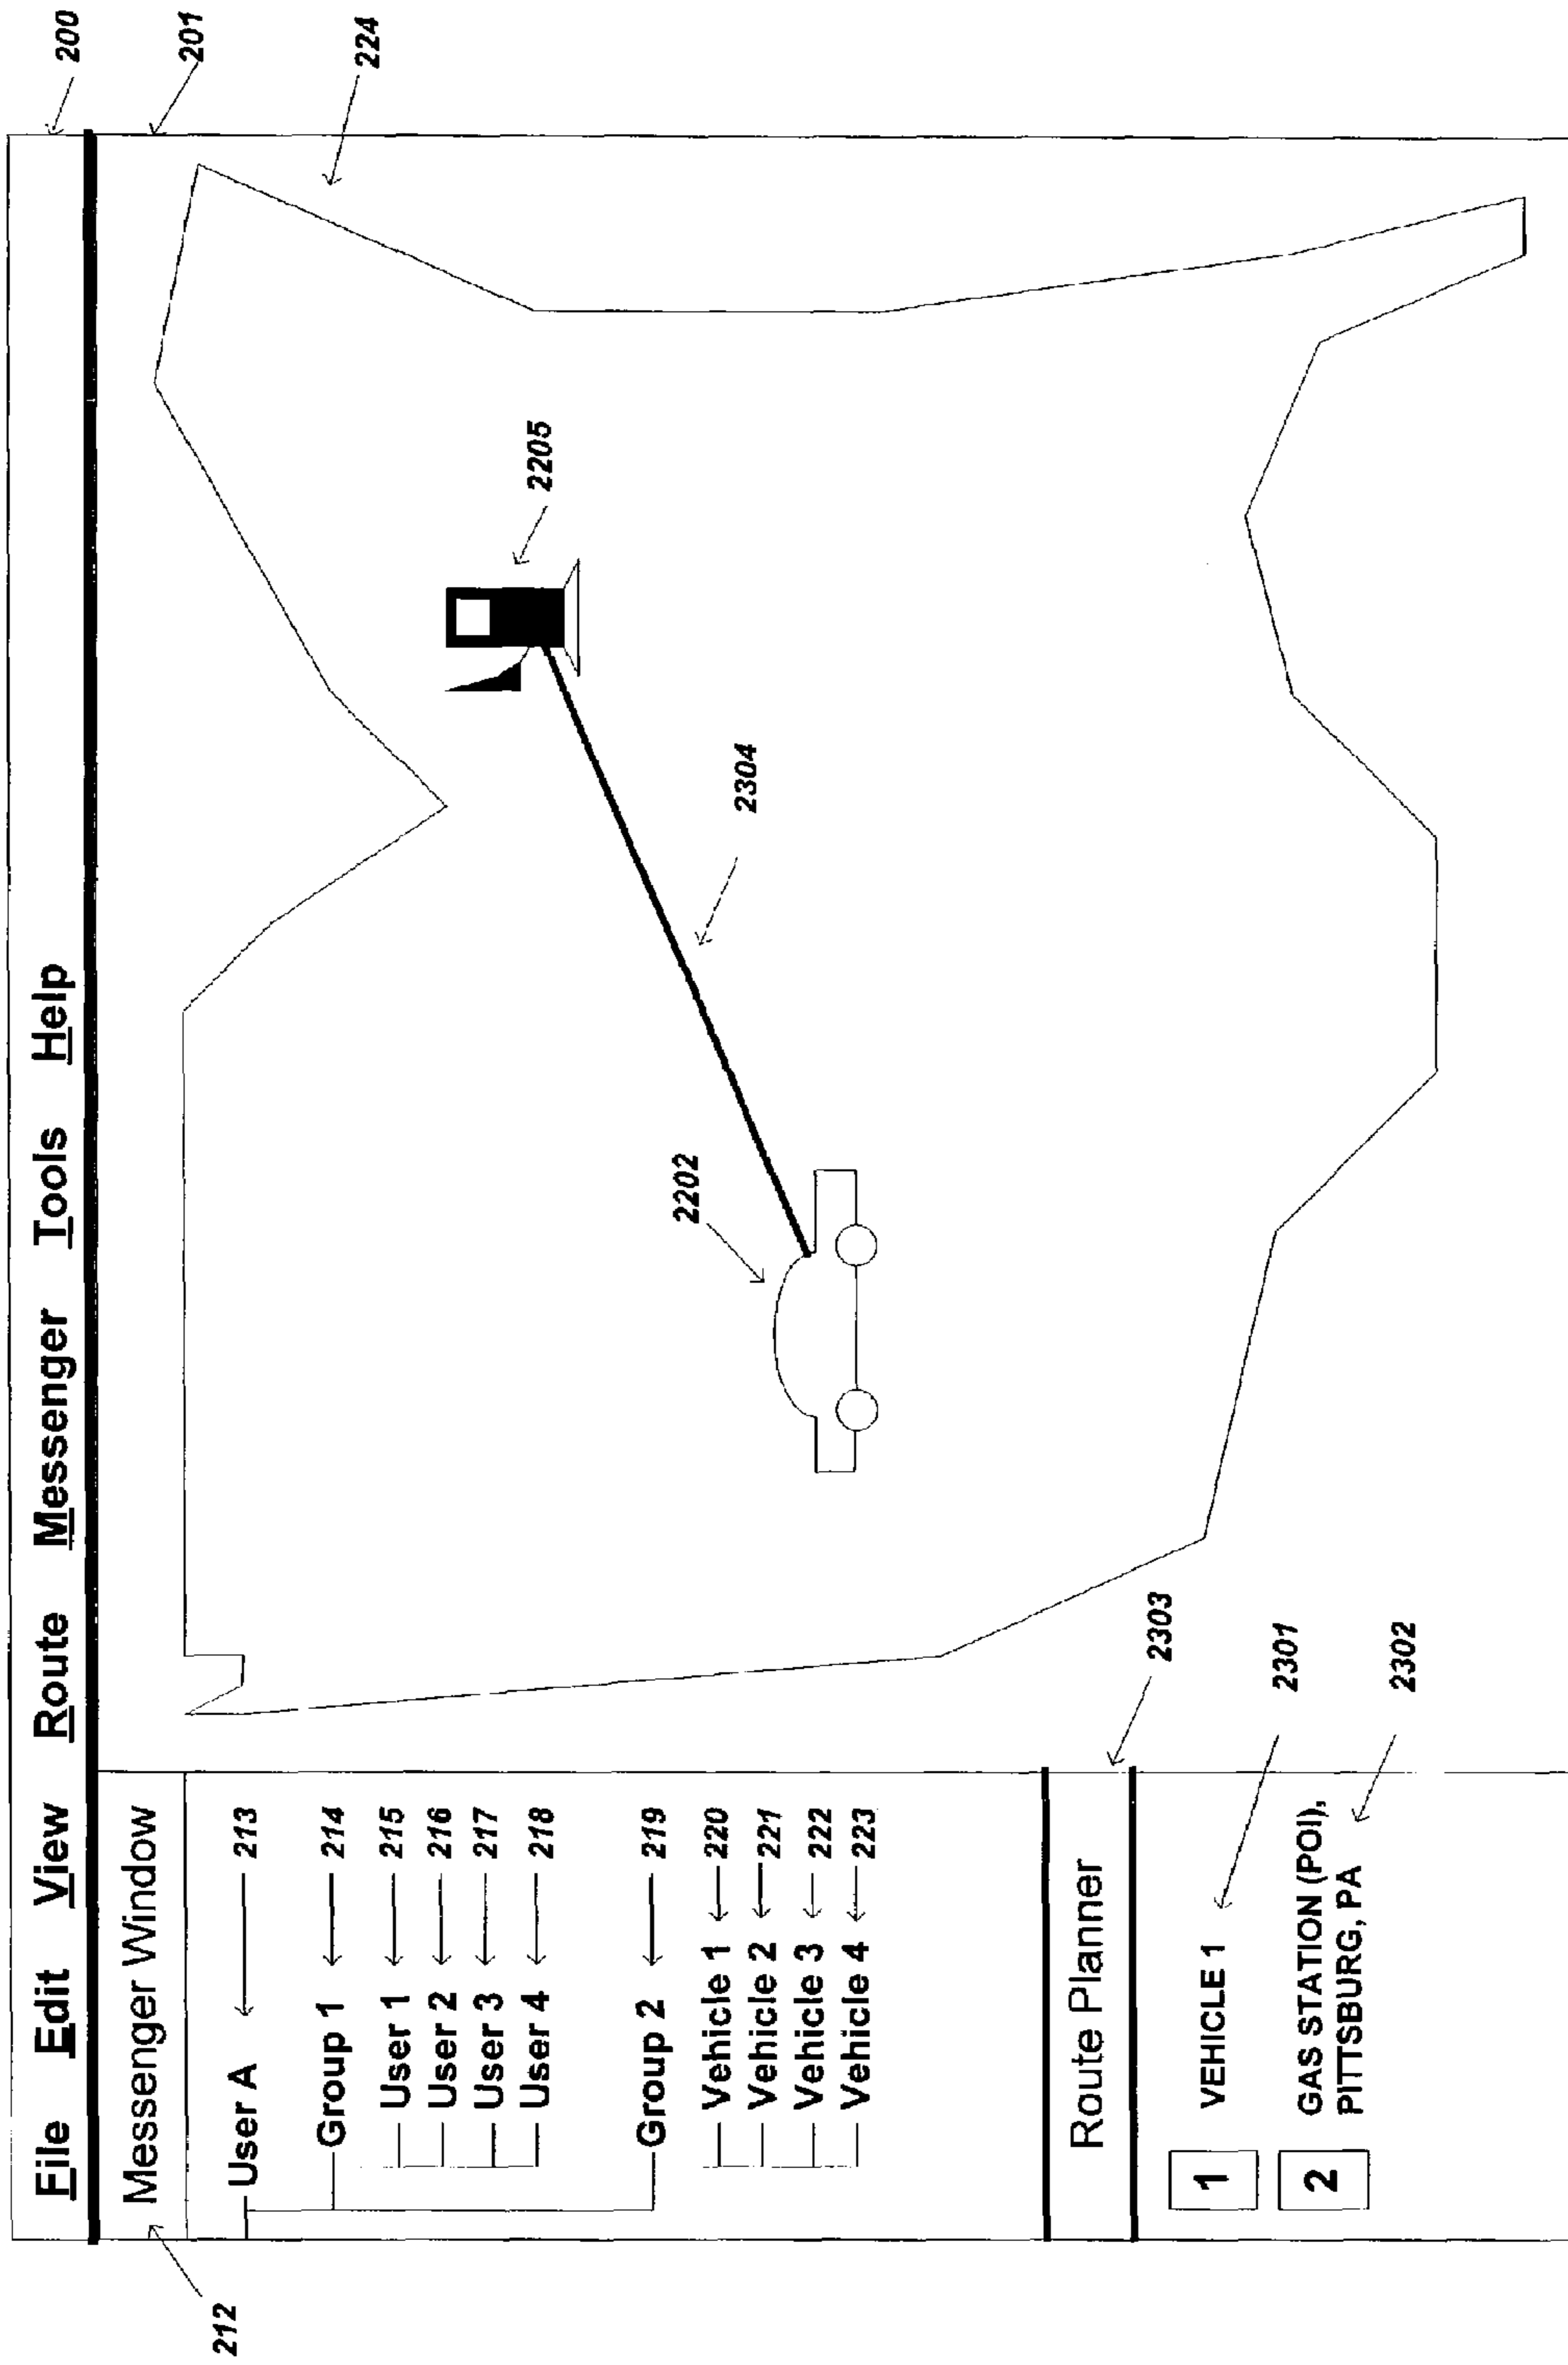 File Edit View Route Messenger Tools Help
200
201
Messenger Window
212
224
User A
213
Group 1
214
User 1
215
User 2
216
User 3
217
User 4
218
Group 2
219
Vehicle 1
220
Vehicle 2
221
Vehicle 3
222
Vehicle 4
223
2205
2304
2202
Route Planner
2303
1 VEHICLE 1
2301
2 GAS STATION (POI),
PITTSBURG, PA
2302